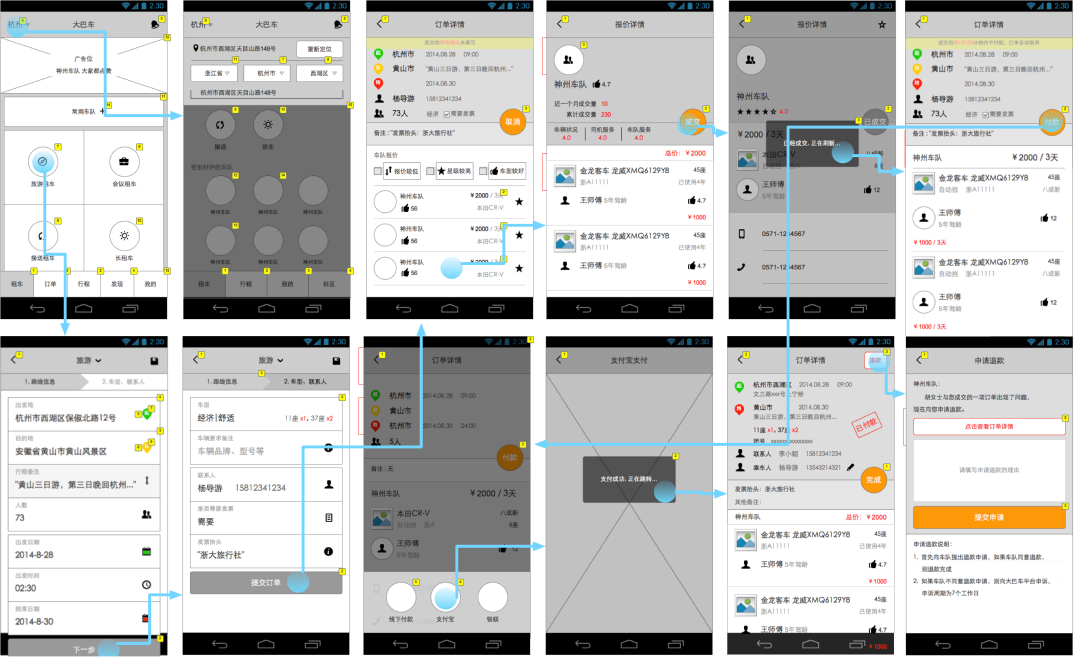 2:30
杭州
大巴车
广告位
神州车队 大家都点赞
常用车队 +
旅游租车
会议租车
接送租车
长租车
租车
订单
行程
发现
我的
2:30
杭州
大巴车
杭州市西湖区天目山路148号
重新定位
浙江省
杭州市
西湖区
杭州市西湖区天目山路148号
接送
班车
受到好评的车队
神州车队
神州车队
神州车队
神州车队
神州车队
神州车队
租车
行程
我的
社区
2:30
订单详情
杭州市
2014.08.28 09:00
黄山市
"黄山三日游, 第三日晚回杭州..."
2014.08.30
杨导游
15812341234
73人
经济
需要发票
取消
备注: "发票抬头: 浙大旅行社"
车队报价
报价较低
星级较高
车型较好
神州车队
¥2000 / 3天
56
本田CR-V
神州车队
¥2000 / 3天
56
本田CR-V
神州车队
¥2000 / 3天
56
本田CR-V
2:30
报价详情
神州车队
4.7
近一个月成交量 10
累计成交量 230
成交
车辆状况
司机服务
车队服务
4.0
4.0
4.0
总价: ¥2000
金龙客车 龙威XMQ6129Y8
45座
浙A11111
已使用4年
王师傅 5年驾龄
4.7
¥1000
金龙客车 龙威XMQ6129Y8
45座
浙A11111
已使用4年
王师傅 5年驾龄
4.7
¥1000
2:30
报价详情
神州车队
4.0
¥2000 / 3天
已成交
已经成交, 正在刷新...
本田CR-V
八成新
自动挡
6座
王师傅
5年驾龄
12
0571-1234567
0571-1234567
2:30
订单详情
杭州市
2014.08.28 09:00
黄山市
"黄山三日游, 第三日晚回杭州..."
2014.08.30
杨导游
15812341234
73人
经济
需要发票
付款
备注: "发票抬头: 浙大旅行社"
神州车队
¥2000 / 3天
金龙客车 龙威XMQ6129Y8
45座
自动挡 浙A11111
八成新
王师傅
5年驾龄
12
¥1000 / 3天
金龙客车 龙威XMQ6129Y8
45座
自动挡 浙A11111
八成新
王师傅
5年驾龄
12
¥1000 / 3天
2:30
旅游
1. 路线信息
2. 车型、联系人
出发地
杭州市西湖区保俶北路12号
目的地
安徽省黄山市黄山风景区
行程备注
"黄山三日游, 第三日晚回杭州..."
人数
73
出发日期
2014-8-28
出发时间
02:30
结束日期
2014-8-30
下一步
2:30
旅游
1. 路线信息
2. 车型、联系人
车型
经济|舒适
11座 x1, 37座 x2
车辆要求备注
车辆品牌、型号等
联系人
杨导游
15812341234
是否需要发票
需要
发票抬头
"浙大旅行社"
提交订单
2:30
订单详情
杭州市
2014.08.28 09:00
黄山市
杭州市
2014.08.30 24:00
5人
付款
备注: 无
神州车队
¥2000 / 3天
本田CR-V
八成新
自动挡 浙A
6座
王师傅
5年驾龄
12
线下付款
支付宝
银联
2:30
支付宝支付
支付成功, 正在跳转...
2:30
订单详情
退款
杭州市西湖区
2014.08.28 09:00
文三路xxx号三宁桥
黄山市
2014.08.30
黄山三日游, 第三日晚回杭州...
11座 x1, 37座 x2
已付款
团号 xxxxxxxxxxxxxxx
联系人 李小姐 15812341234
乘车人 杨导游 13543214321
完成
发票抬头: 浙大旅行社
其他备注:
神州车队
总价: ¥2000
金龙客车 龙威XMQ6129Y8
45座
浙A11111
已使用4年
王师傅 5年驾龄
4.7
¥1000
金龙客车 龙威XMQ6129Y8
45座
浙A11111
已使用4年
王师傅 5年驾龄
4.7
¥1000
2:30
申请退款
神州车队:
胡女士与您成交的一项订单出现了问题,
现在向您申请退款。
点击查看订单详情
请填写申请退款的理由
提交申请
申请退款说明:
1. 首先向车队提出退款申请, 如果车队同意退款,
则退款完成
2. 如果车队不同意退款申请, 则向大巴车平台申诉,
申诉周期为7个工作日